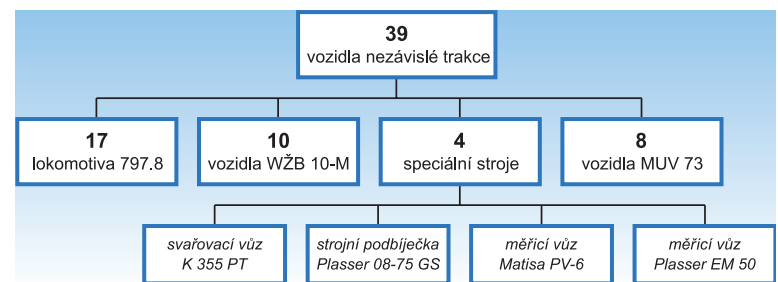 39
vozidla nezávislé trakce
17
lokomotiva 797.8
10
vozidla WŽB 10-M
4
speciální stroje
8
vozidla MUV 73
svařovací vůz
K 355 PT
strojní podbíječka
Plasser 08-75 GS
měřicí vůz
Matisa PV-6
měřicí vůz
Plasser EM 50